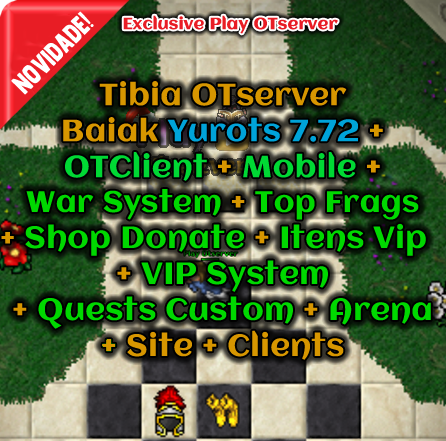 NOVIDADE!
Exclusive Play OTserver
Tibia OTserver
Baiak Yurots 7.72 +
OTClient + Mobile +
War System + Top Frags
+ Shop Donate + Itens Vip
+ VIP System
+ Quests Custom + Arena
+ Site + Clients